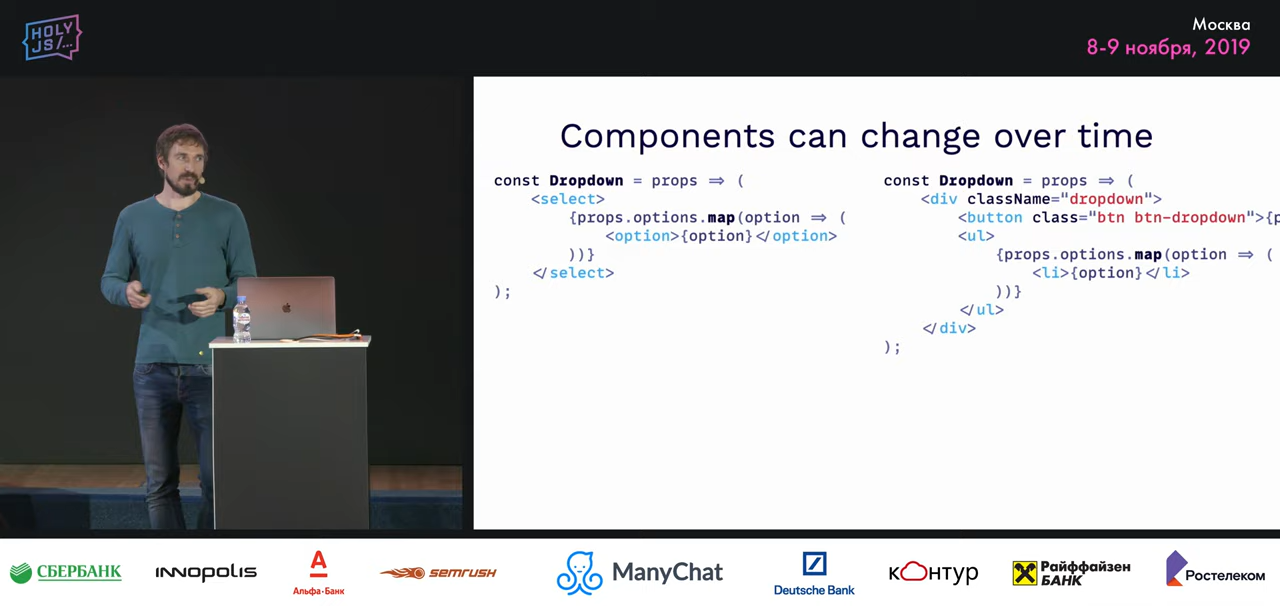 HOLY
JS/...
Москва
8-9 ноября, 2019
Components can change over time
const Dropdown = props => (
<select>
{props.options.map(option => (
<option>{option}</option>
))}
</select>
);
const Dropdown = props => (
<div className="dropdown">
<button class="btn btn-dropdown">{p
<ul>
{props.options.map(option => (
<li>{option}</li>
))}
</ul>
</div>
);
СБЕРБАНК
INNOPOLIS
А
Альфа·Банк
semrush
ManyChat
Deutsche Bank
кОнтур
Райффайзен
БАНК
Ростелеком